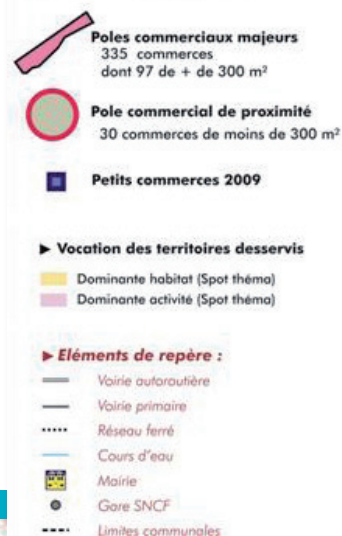 Poles commerciaux majeurs
335 commerces
dont 97 de + de 300 m²
Pole commercial de proximité
30 commerces de moins de 300 m²
Petits commerces 2009
► Vocation des territoires desservis
Dominante habitat (Spot théma)
Dominante activité (Spot théma)
► Eléments de repère :
Voirie autoroutière
Voirie primaire
Réseau ferré
Cours d'eau
Mairie
Gare SNCF
Limites communales